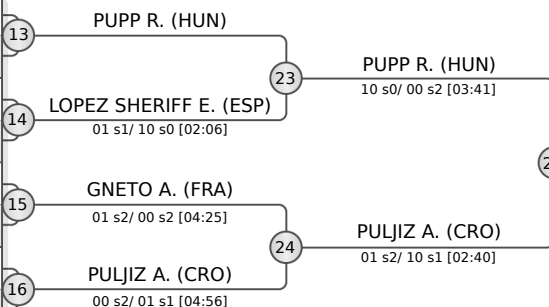 PUPP R. (HUN)
13
23
PUPP R. (HUN)
10 s0/ 00 s2 [03:41]
LOPEZ SHERIFF E. (ESP)
14
01 s1/ 10 s0 [02:06]
GNETO A. (FRA)
15
01 s2/ 00 s2 [04:25]
24
PULJIZ A. (CRO)
01 s2/ 10 s1 [02:40]
PULJIZ A. (CRO)
16
00 s2/ 01 s1 [04:56]